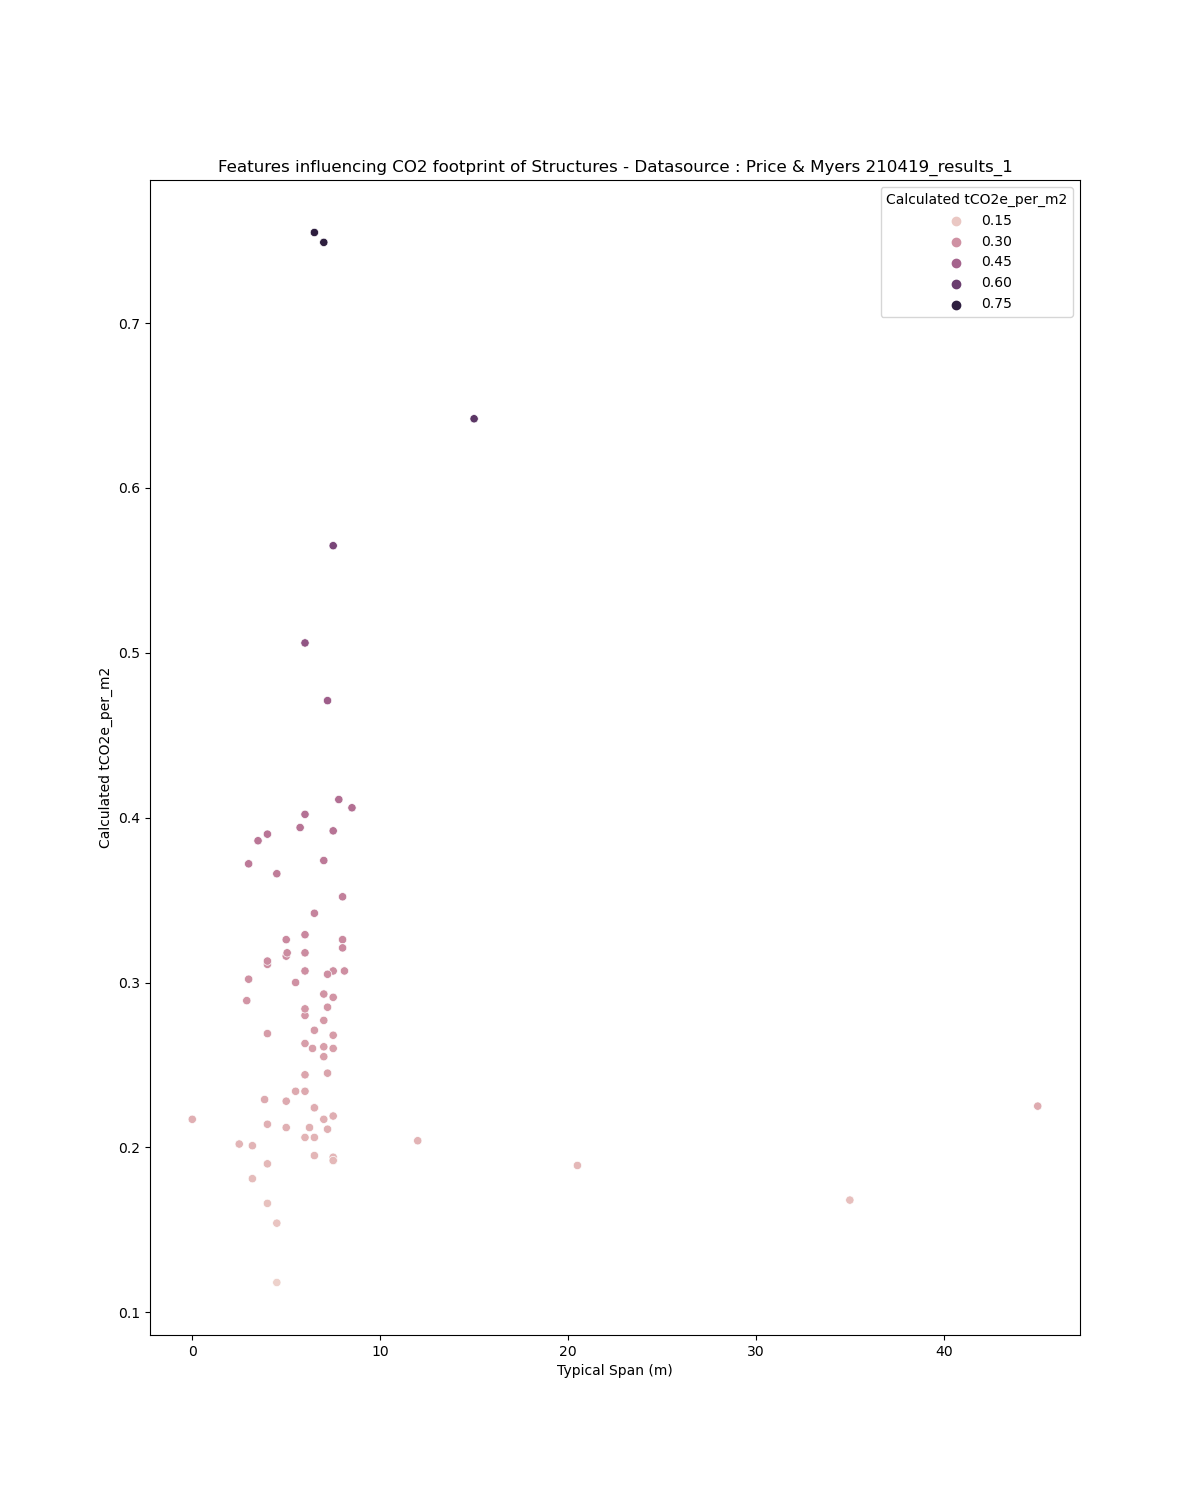 Features influencing CO2 footprint of Structures - Datasource : Price & Myers 210419_results_1
Calculated tCO2e_per_m2
0.15
0.30
0.45
0.60
0.75
0.7
0.6
0.5
0.4
0.3
0.2
0.1
Calculated tCO2e_per_m2
0 10 20 30 40
Typical Span (m)